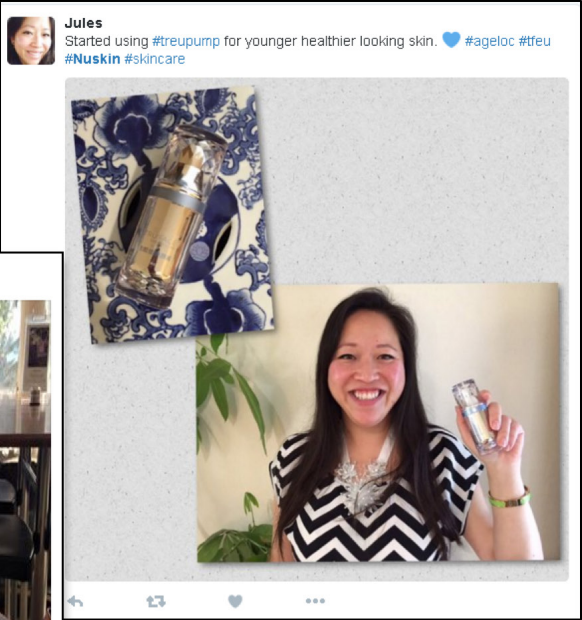 Jules
Started using #treupump for younger healthier looking skin. 💙 #ageloc #tfeu
#Nuskin #skincare